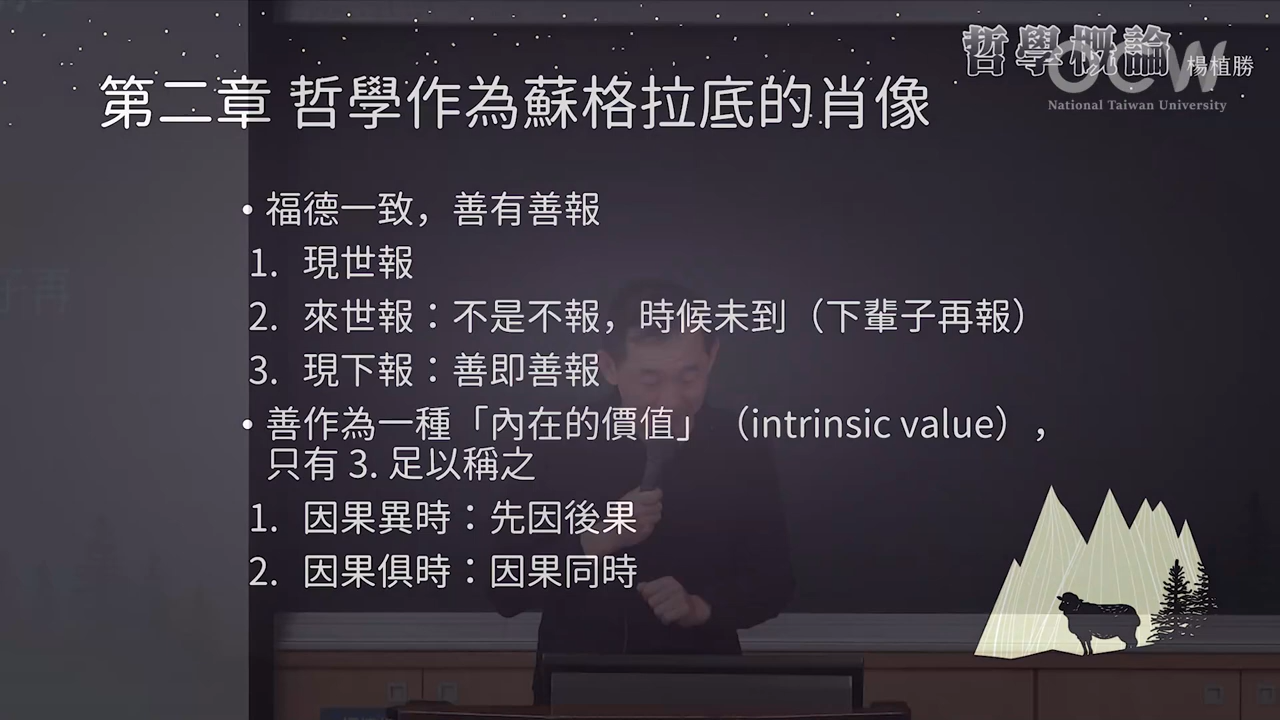 哲學概論 楊植勝
OCW
National Taiwan University
第二章 哲學作為蘇格拉底的肖像
• 福德一致，善有善報
1. 現世報
2. 來世報：不是不報，時候未到（下輩子再報）
3. 現下報：善即善報
• 善作為一種「內在的價值」（intrinsic value），
只有 3. 足以稱之
1. 因果異時：先因後果
2. 因果俱時：因果同時
子再